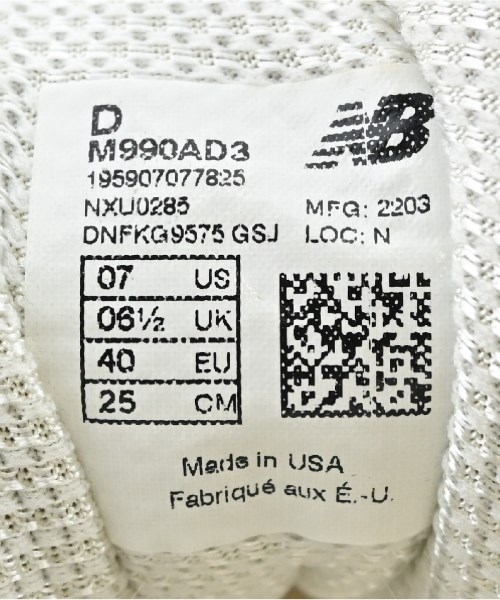 D
M990AD3
NB
195907077825
NXU0285
MFG: 2203
DNFKG9575 GSJ
LOC: N
07 US
06½ UK
40 EU
25 CM
Made in USA
Fabriqué aux É.-U.